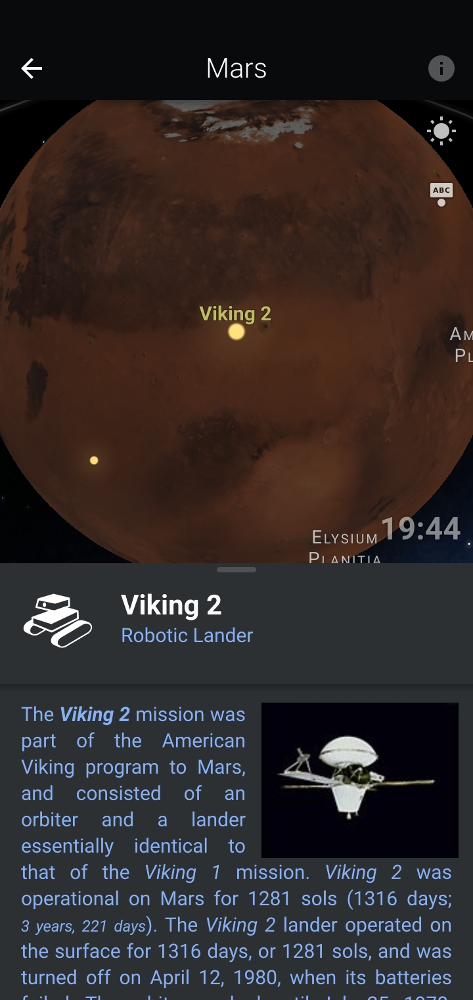 Mars
ABC
Viking 2
AM
PL
19:44
ELYSIUM
PLANITIA
Viking 2
Robotic Lander
The Viking 2 mission was
part of the American
Viking program to Mars,
and consisted of an
orbiter and a lander
essentially identical to
that of the Viking 1 mission. Viking 2 was
operational on Mars for 1281 sols (1316 days;
3 years, 221 days). The Viking 2 lander operated on
the surface for 1316 days, or 1281 sols, and was
turned off on April 12, 1980, when its batteries